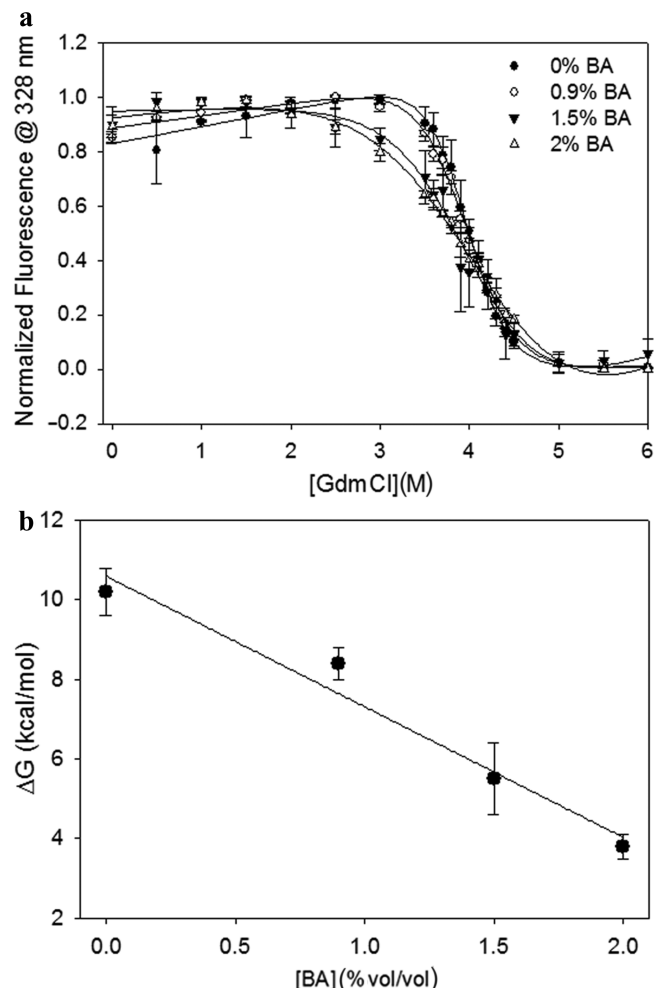 a
1.2
1.0
0.8
0.6
0.4
0.2
0.0
−0.2
Normalized Fluorescence @ 328 nm
0% BA
0.9% BA
1.5% BA
2% BA
0 1 2 3 4 5 6
[GdmCl](M)
b
12
10
8
6
4
2
ΔG (kcal/mol)
0.0 0.5 1.0 1.5 2.0
[BA](% vol/vol)